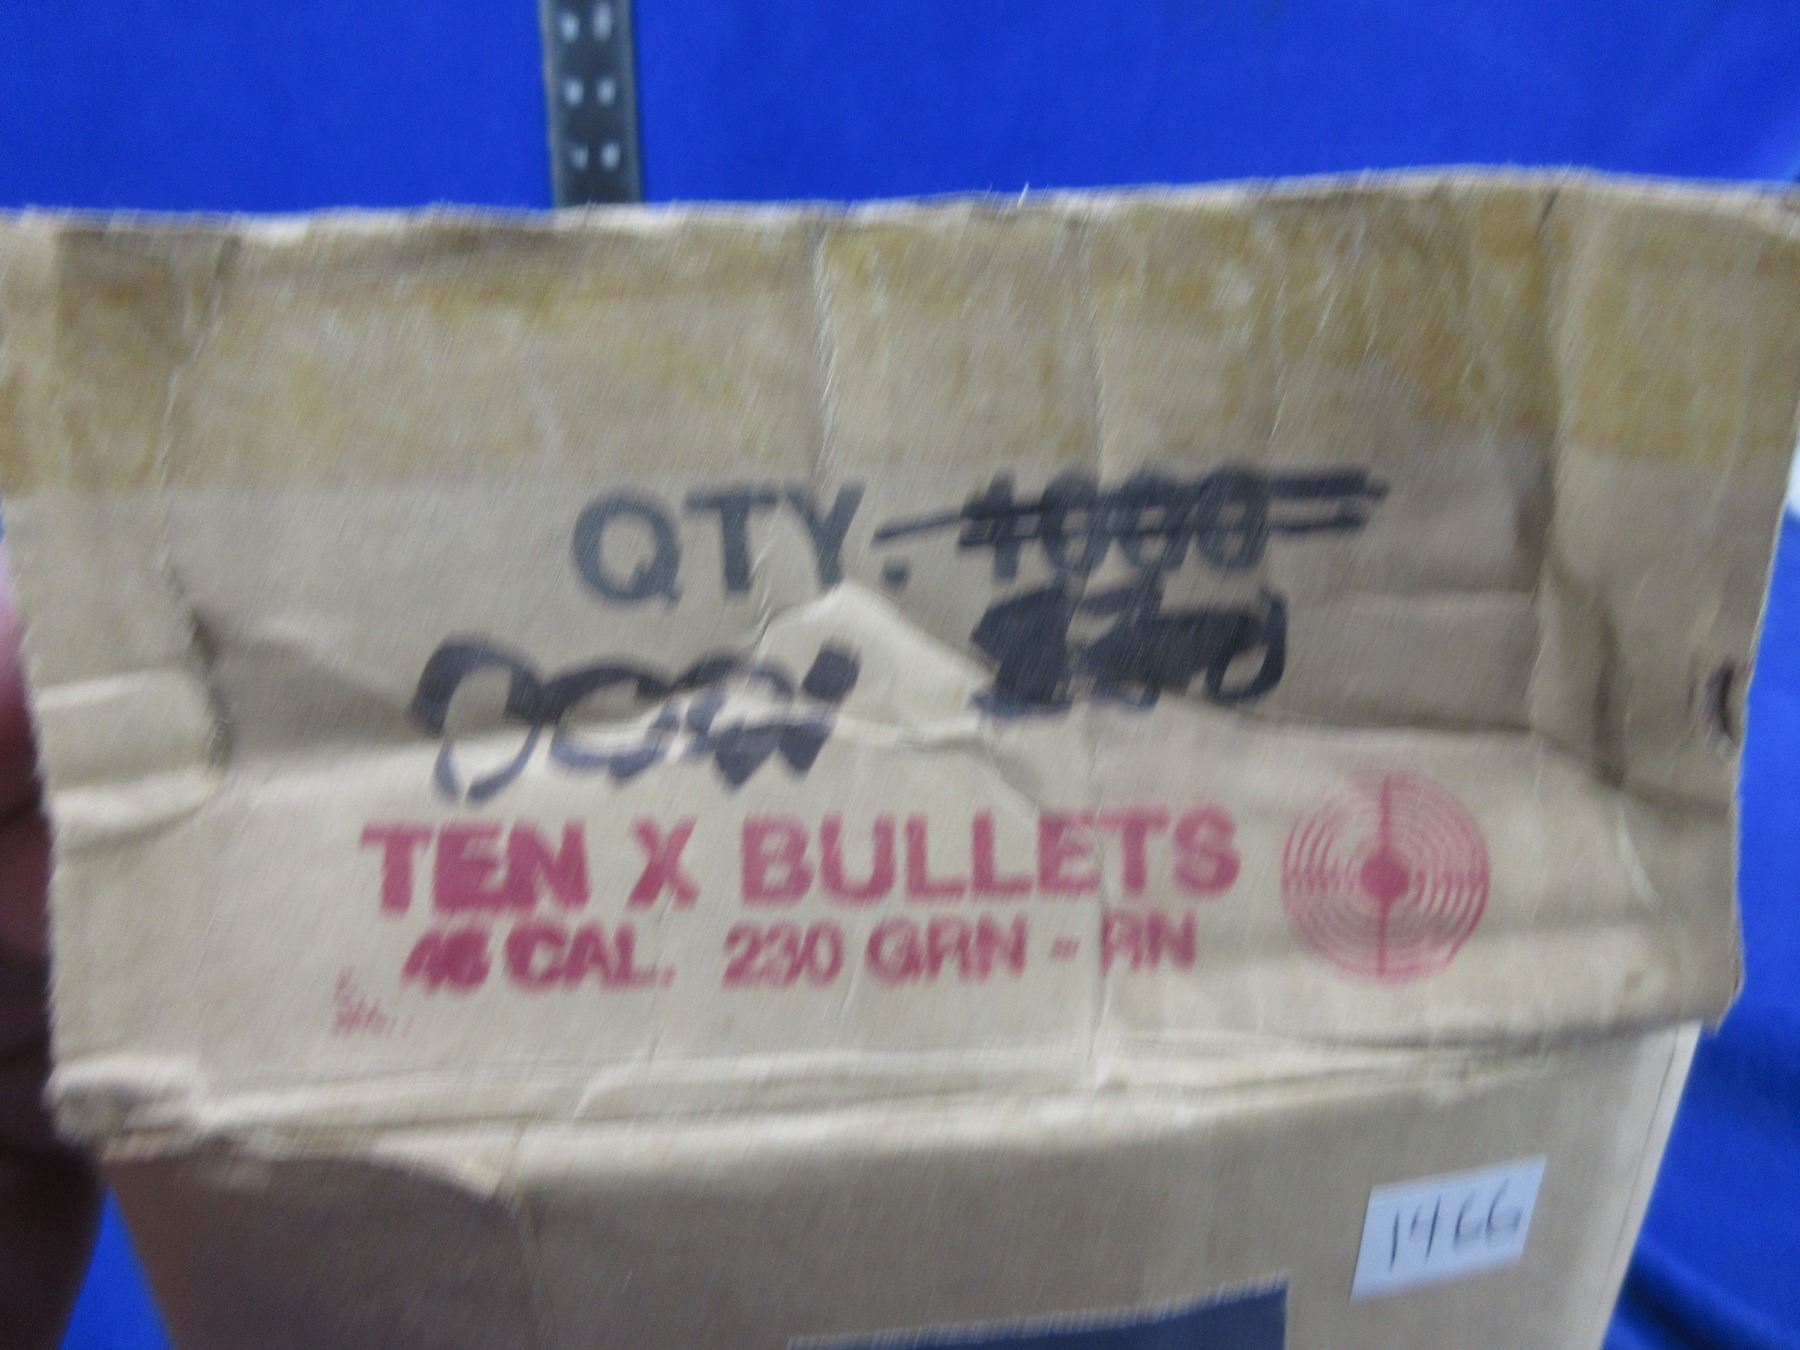 QTY. 1000
TEN X BULLETS
45 CAL. 230 GRN - RN
1466